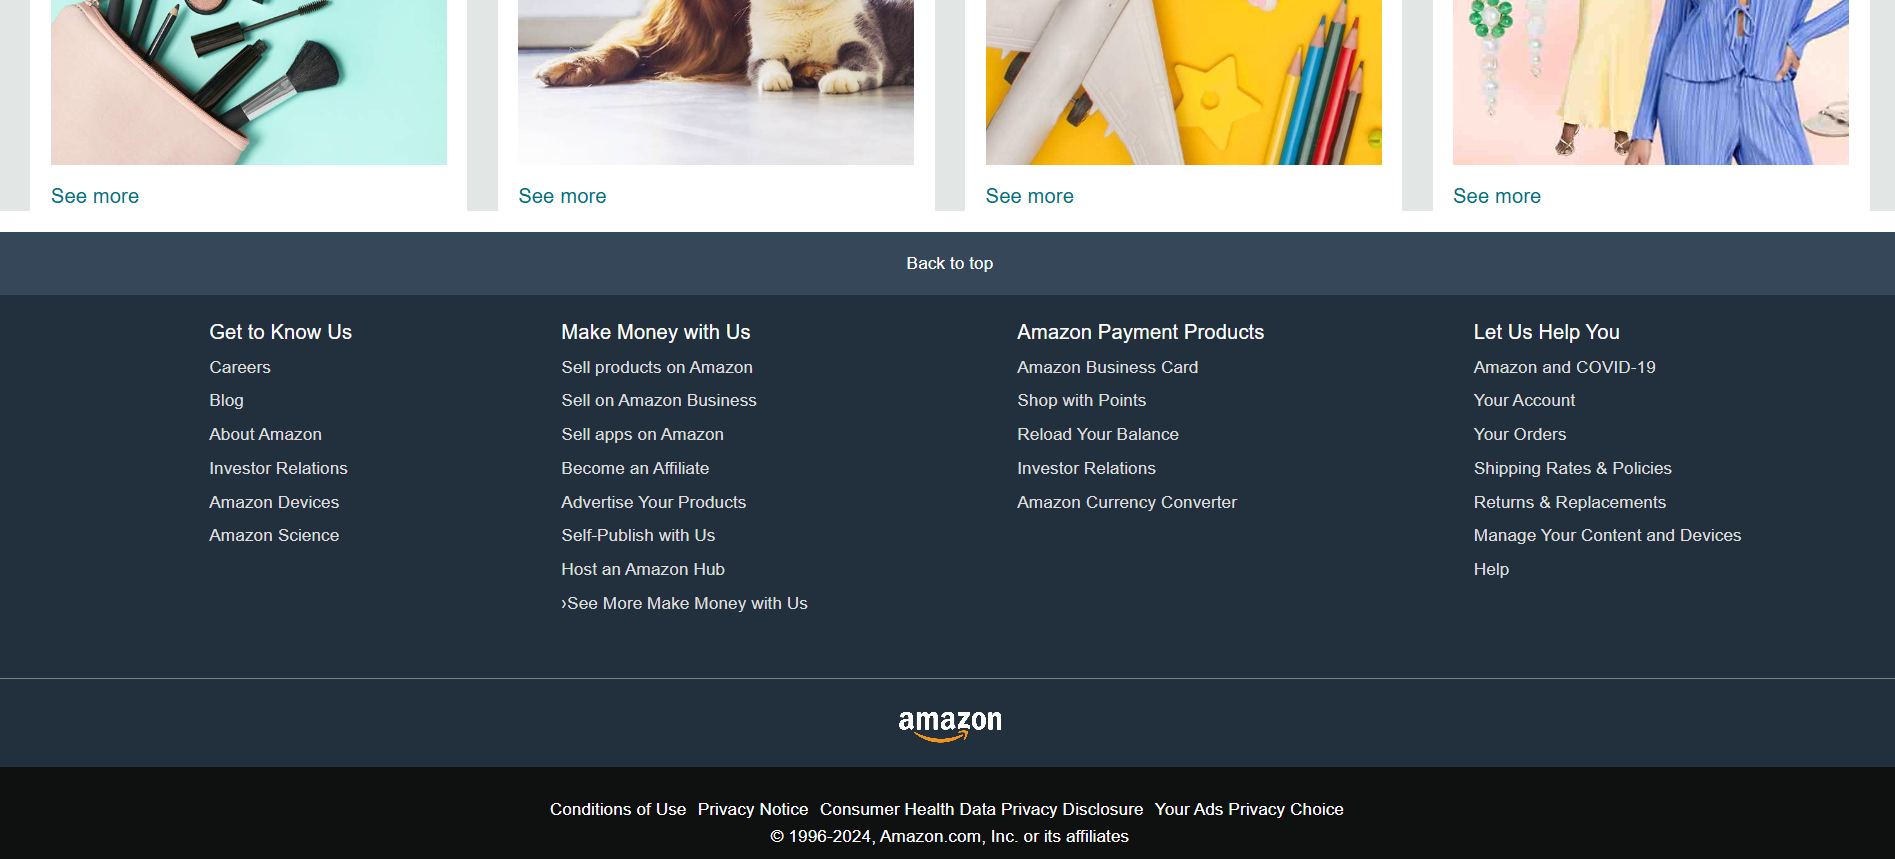 See more
See more
See more
See more
Back to top
Get to Know Us
Careers
Blog
About Amazon
Investor Relations
Amazon Devices
Amazon Science
Make Money with Us
Sell products on Amazon
Sell on Amazon Business
Sell apps on Amazon
Become an Affiliate
Advertise Your Products
Self-Publish with Us
Host an Amazon Hub
›See More Make Money with Us
Amazon Payment Products
Amazon Business Card
Shop with Points
Reload Your Balance
Investor Relations
Amazon Currency Converter
Let Us Help You
Amazon and COVID-19
Your Account
Your Orders
Shipping Rates & Policies
Returns & Replacements
Manage Your Content and Devices
Help
amazon
Conditions of Use Privacy Notice Consumer Health Data Privacy Disclosure Your Ads Privacy Choice
© 1996-2024, Amazon.com, Inc. or its affiliates